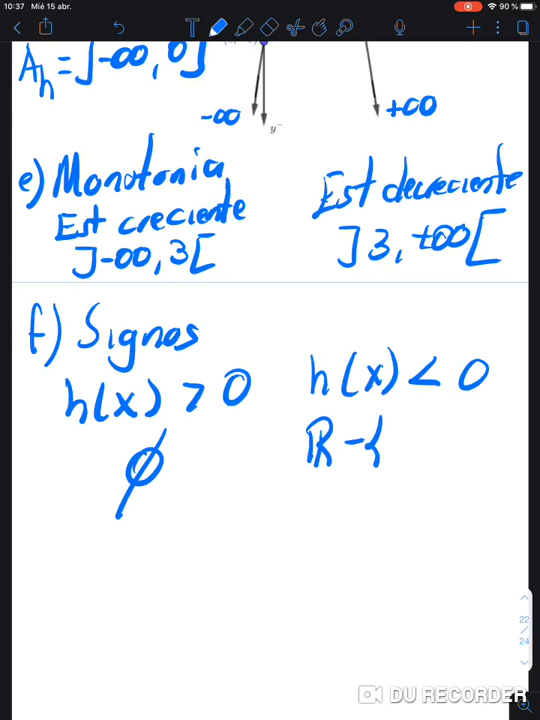 10:37 Mié 15 abr.
90 %
A_h = ]-∞, 0]
-∞
y⁻
+∞
e) Monotonía
Est creciente
]-∞, 3[
Est decreciente
]3, +∞[
f) Signos
h(x) > 0
∅
h(x) < 0
ℝ -{
22
/
24
DU RECORDER